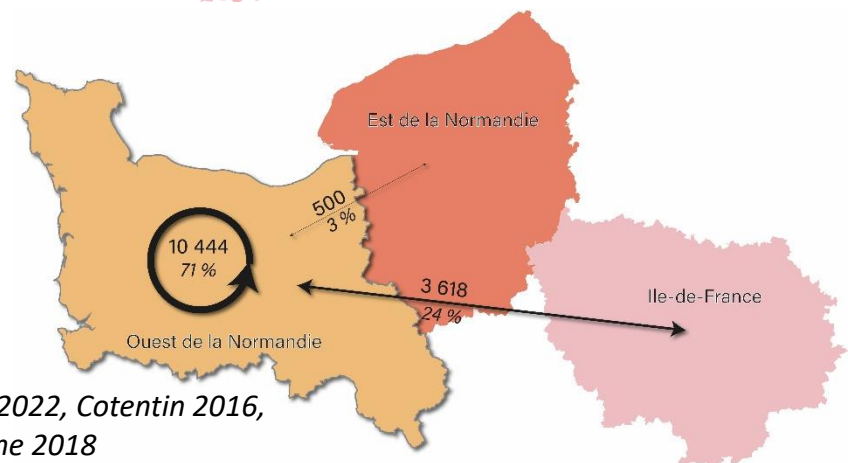 Est de la Normandie
500
3 %
10 444
71 %
3 618
24 %
Ile-de-France
Ouest de la Normandie
2022, Cotentin 2016,
2018